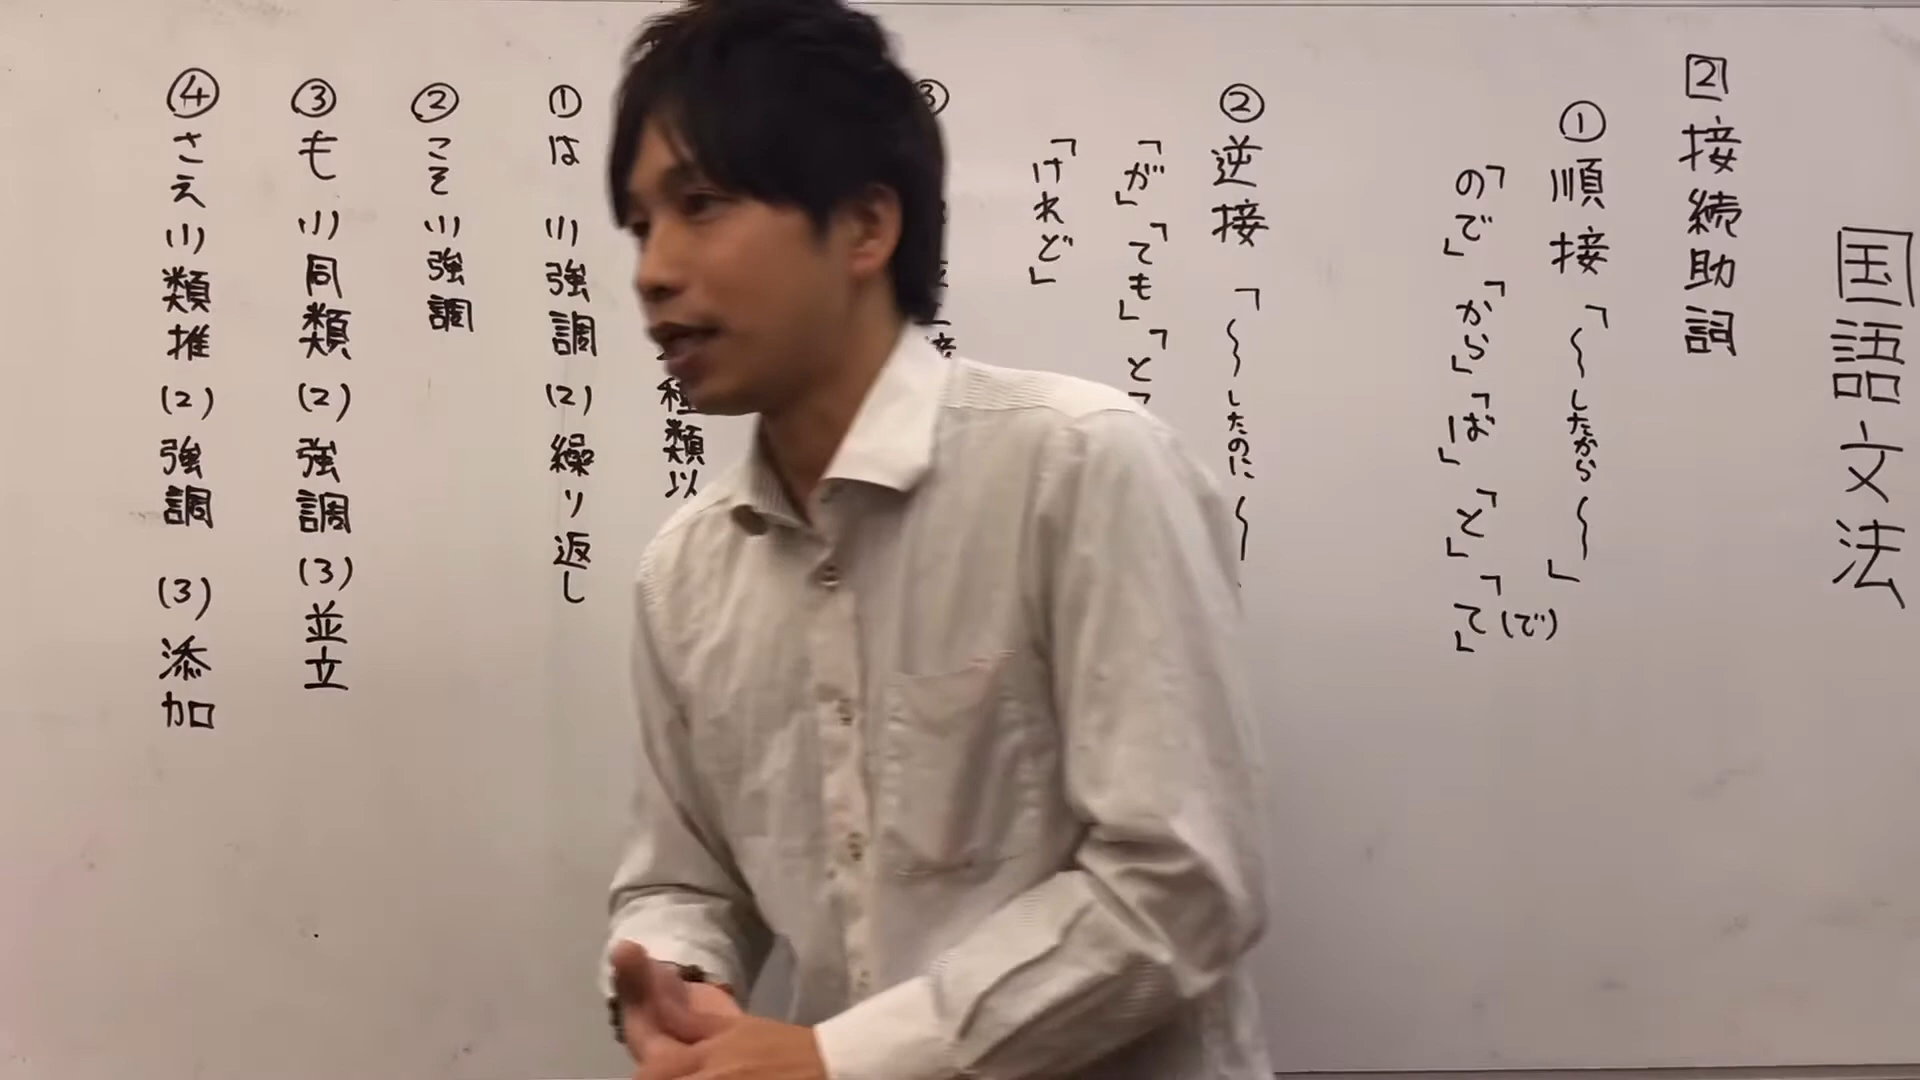 国語文法
2 接続助詞
① 順接 「〜したから〜」
「ので」「から」「ば」「と」「て(で)」
② 逆接 「〜したのに〜
「が」「ても」「と
「けれど」
③
種類以
① は (1) 強調 (2) 繰り返し
② こそ (1) 強調
③ も (1) 同類 (2) 強調 (3) 並立
④ さえ (1) 類推 (2) 強調 (3) 添加